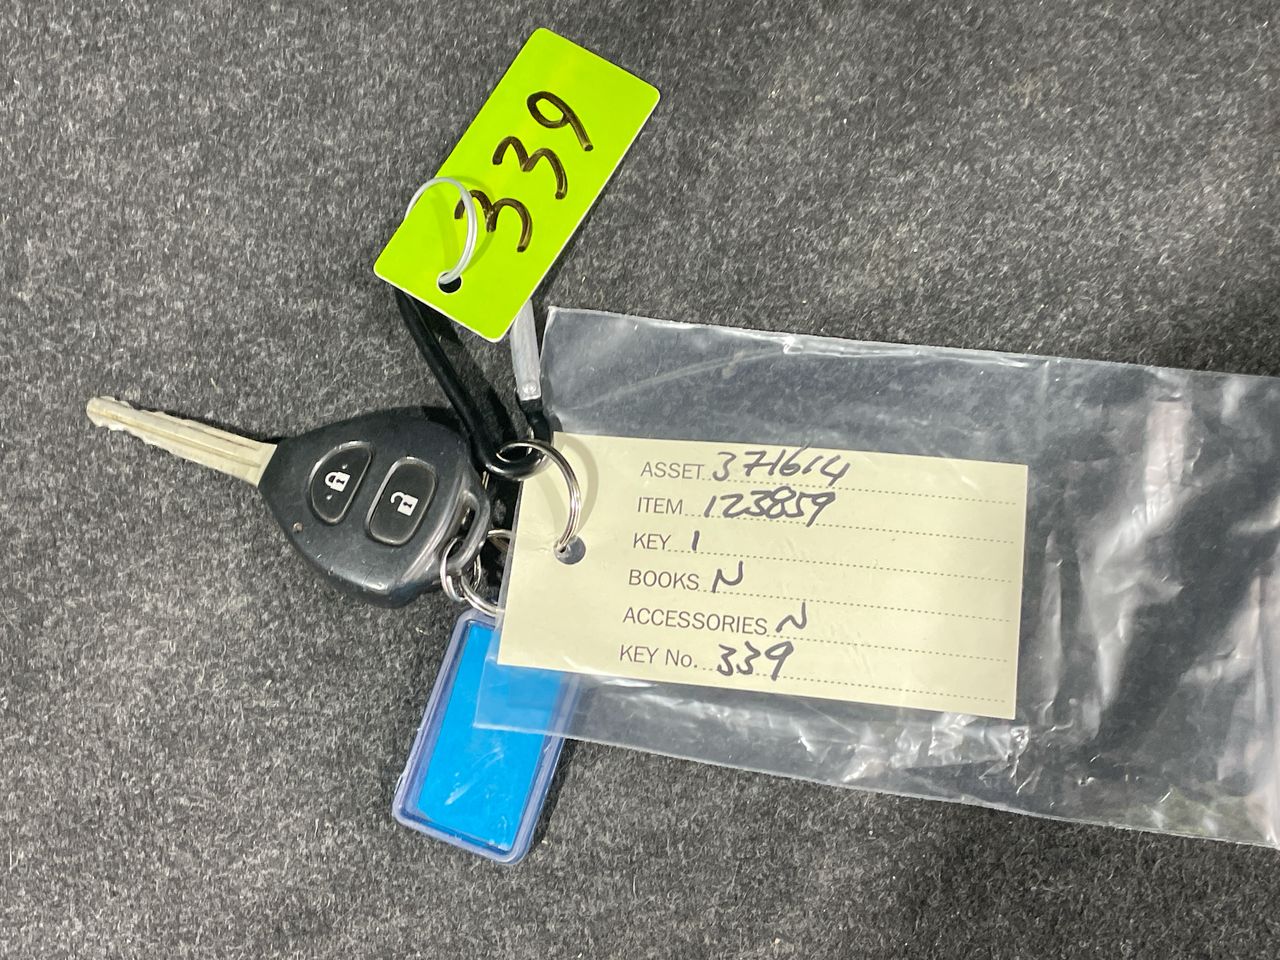 339
ASSET 371614
ITEM 123859
KEY 1
BOOKS N
ACCESSORIES N
KEY No. 339